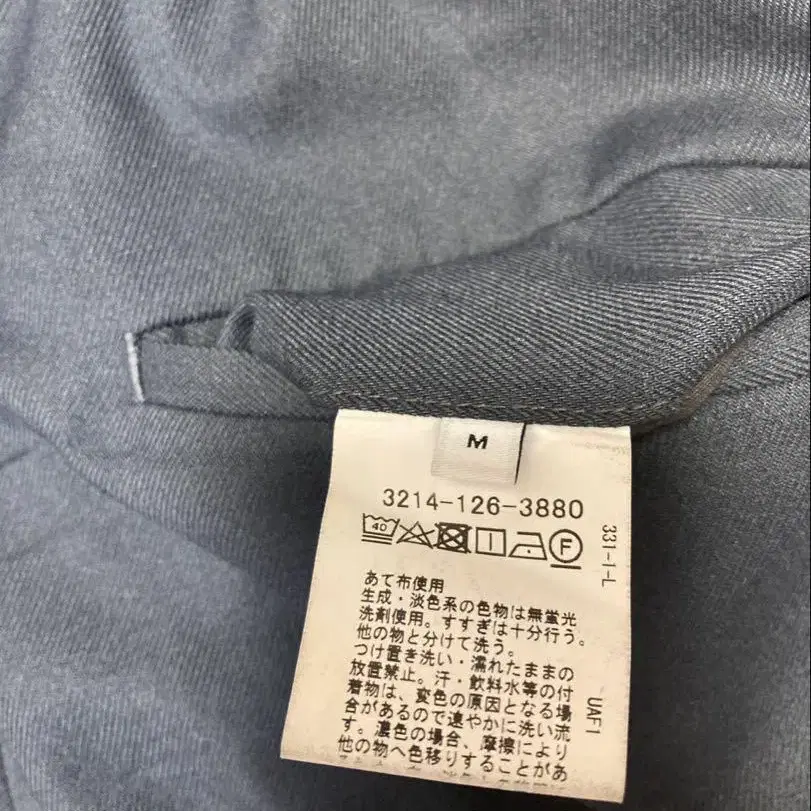 M
3214-126-3880
40
F
331-1-L
あて布使用
生成・淡色系の色物は無蛍光
洗剤使用。すすぎは十分行う。
他の物と分けて洗う。
つけ置き洗い・濡れたままの
放置禁止。汗・飲料水等の付
着物は、変色の原因となる場
合があるので速やかに洗い流
す。濃色の場合、摩擦により
他の物へ色移りすることがあ
UAF1